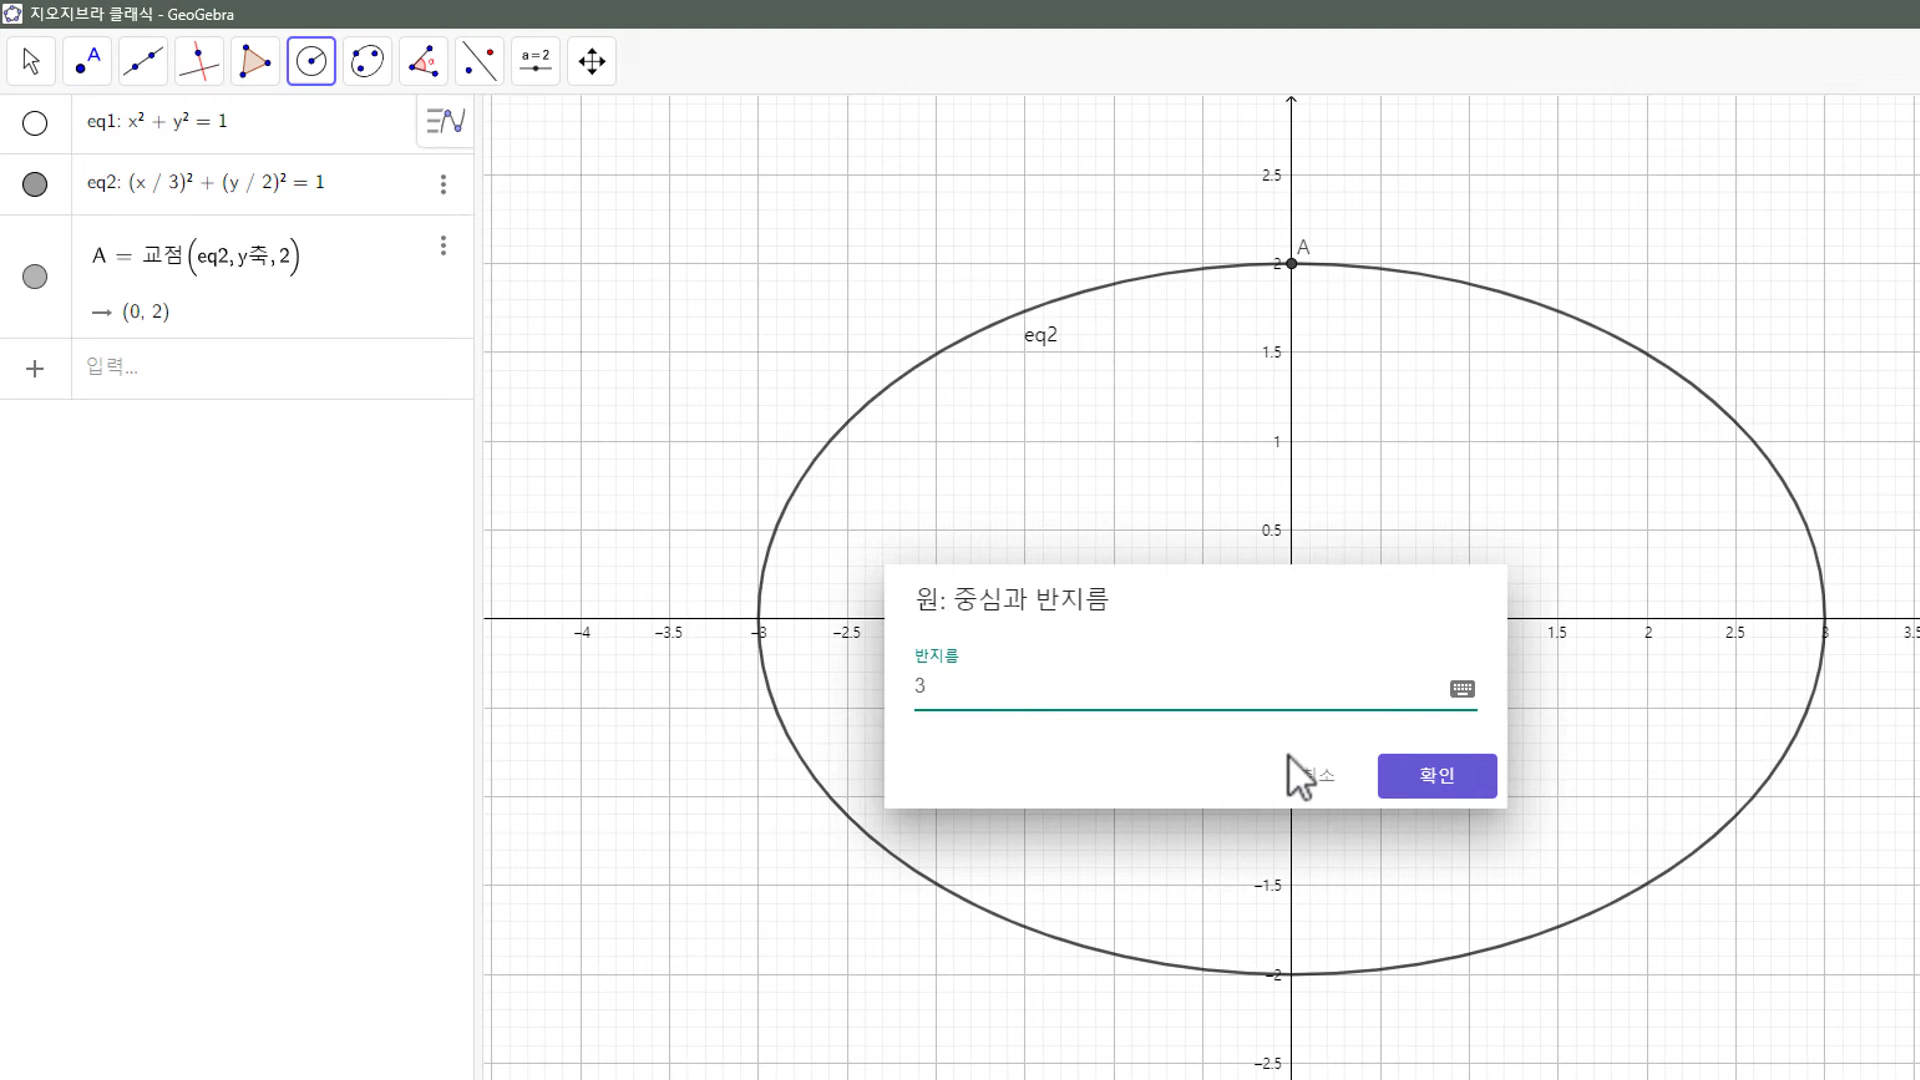 지오지브라 클래식 - GeoGebra
A
α
a=2
eq1: x² + y² = 1
eq2: (x / 3)² + (y / 2)² = 1
A = 교점(eq2, y축, 2)
→ (0, 2)
+ 입력...
2.5
A
2
eq2
1.5
1
0.5
-4 -3.5 -3 -2.5 1.5 2 2.5 3 3.5
원: 중심과 반지름
반지름
3
확인
-1.5
-2
-2.5